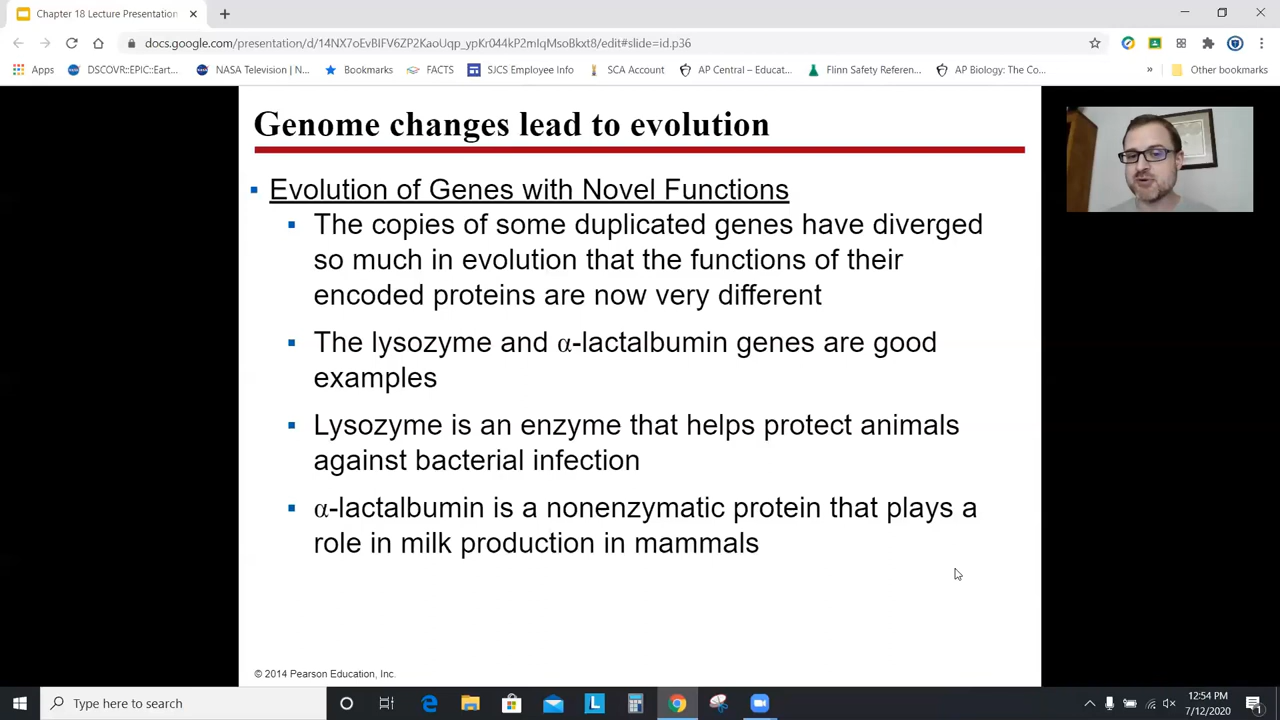 Chapter 18 Lecture Presentation
docs.google.com/presentation/d/14NX7oEvBIFV6ZP2KaoUqp_ypKr044kP2mIqMsoBkxt8/edit#slide=id.p36
Apps
DSCOVR::EPIC::Eart...
NASA Television | N...
Bookmarks
FACTS
SJCS Employee Info
SCA Account
AP Central – Educat...
Flinn Safety Referen...
AP Biology: The Co...
»
Other bookmarks
Genome changes lead to evolution
▪ Evolution of Genes with Novel Functions
▪ The copies of some duplicated genes have diverged
so much in evolution that the functions of their
encoded proteins are now very different
▪ The lysozyme and α-lactalbumin genes are good
examples
▪ Lysozyme is an enzyme that helps protect animals
against bacterial infection
▪ α-lactalbumin is a nonenzymatic protein that plays a
role in milk production in mammals
© 2014 Pearson Education, Inc.
Type here to search
12:54 PM
7/12/2020